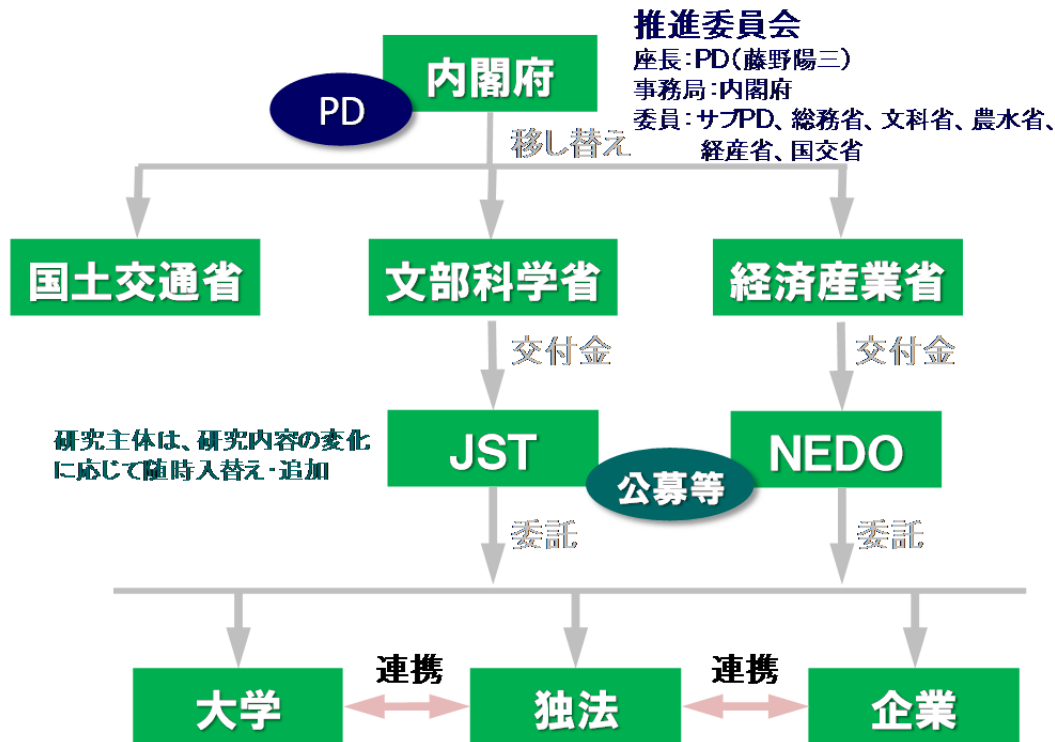 推進委員会
座長：PD（藤野陽三）
事務局：内閣府
委員：サブPD、総務省、文科省、農水省、
経産省、国交省
内閣府
PD
移し替え
国土交通省
文部科学省
経済産業省
交付金
交付金
研究主体は、研究内容の変化
に応じて随時入替え・追加
JST
NEDO
公募等
委託
委託
連携
連携
大学
独法
企業